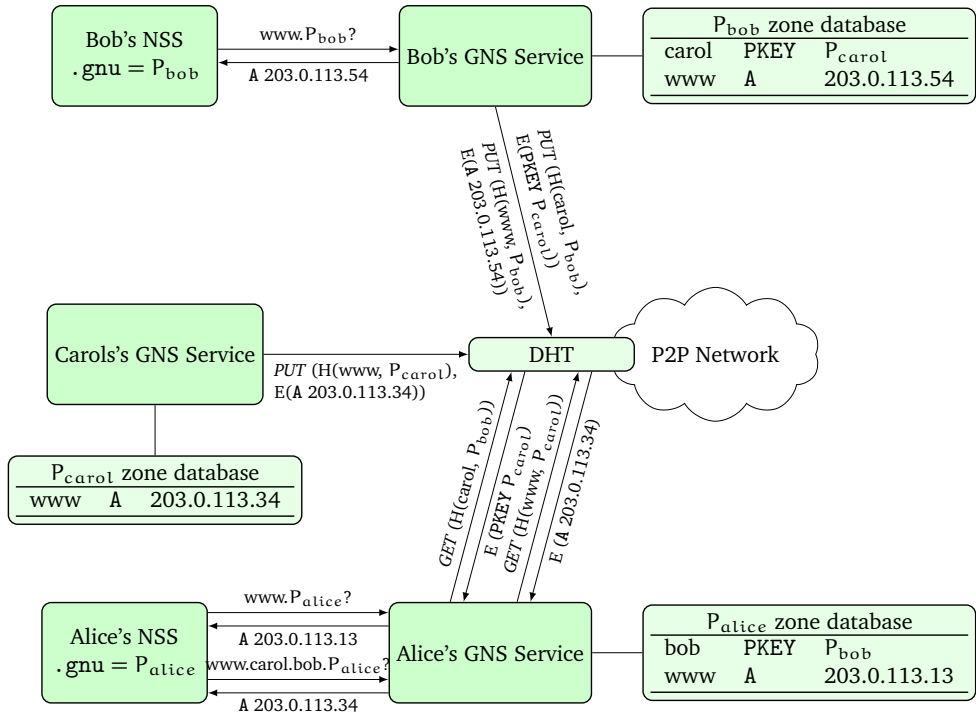 Bob's NSS
.gnu = P_bob
www.P_bob?
A 203.0.113.54
Bob's GNS Service
P_bob zone database
carol PKEY P_carol
www A 203.0.113.54
PUT (H(carol, P_bob),
E(PKEY P_carol))
PUT (H(www, P_bob),
E(A 203.0.113.54))
Carols's GNS Service
PUT (H(www, P_carol),
E(A 203.0.113.34))
DHT
P2P Network
P_carol zone database
www A 203.0.113.34
GET (H(carol, P_bob))
E (PKEY P_carol)
GET (H(www, P_carol))
E (A 203.0.113.34)
Alice's NSS
.gnu = P_alice
www.P_alice?
A 203.0.113.13
www.carol.bob.P_alice?
A 203.0.113.34
Alice's GNS Service
P_alice zone database
bob PKEY P_bob
www A 203.0.113.13